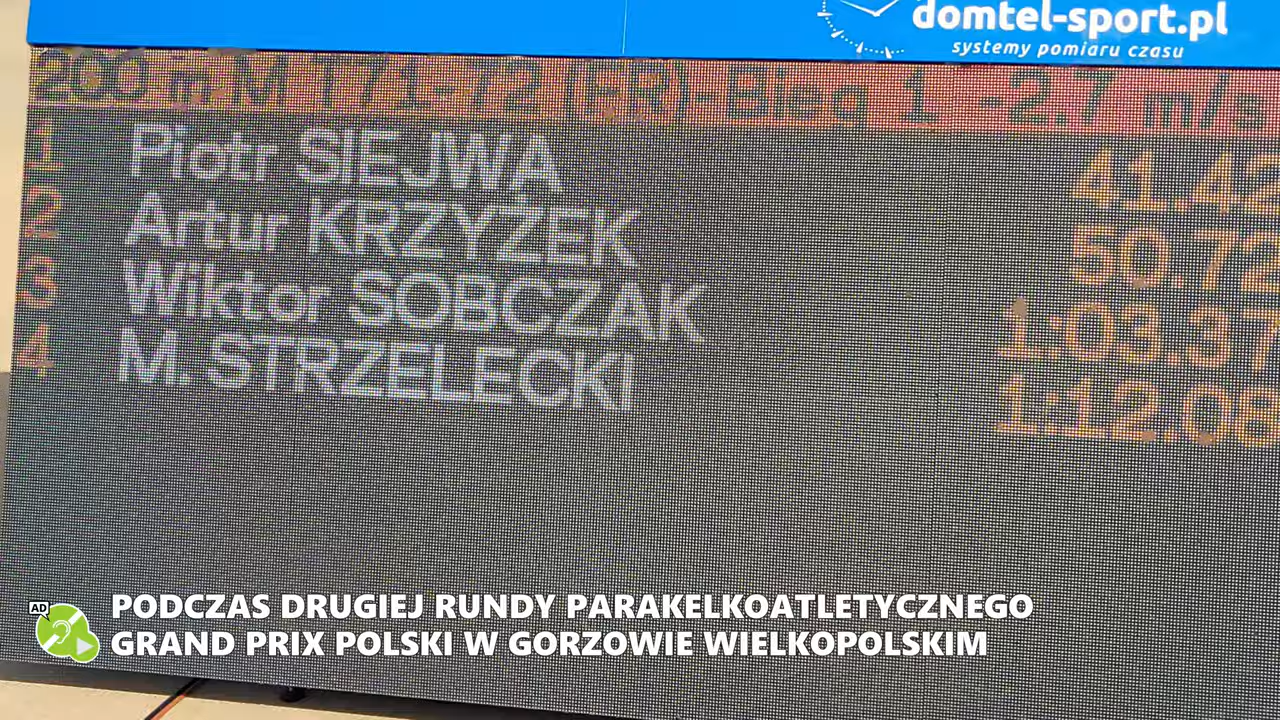 domtel-sport.pl
systemy pomiaru czasu
200 m M T71-72 (FR)-Bieg 1 -2.7 m/s
1 Piotr SIEJWA 41.42
2 Artur KRZYŻEK 50.72
3 Wiktor SOBCZAK 1:03.37
4 M. STRZELECKI 1:12.08
AD PODCZAS DRUGIEJ RUNDY PARAKELKOATLETYCZNEGO
GRAND PRIX POLSKI W GORZOWIE WIELKOPOLSKIM